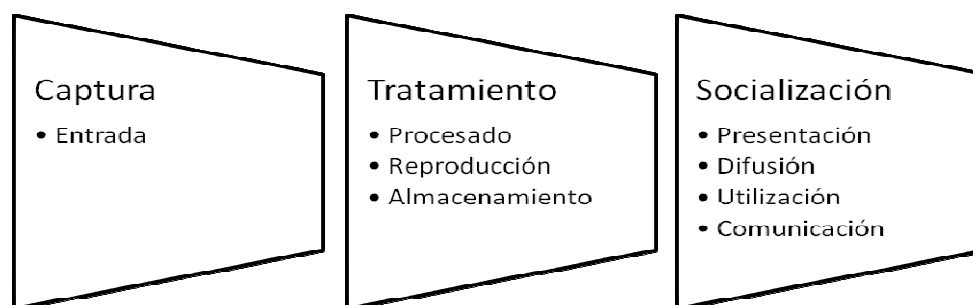 Captura
• Entrada
Tratamiento
• Procesado
• Reproducción
• Almacenamiento
Socialización
• Presentación
• Difusión
• Utilización
• Comunicación